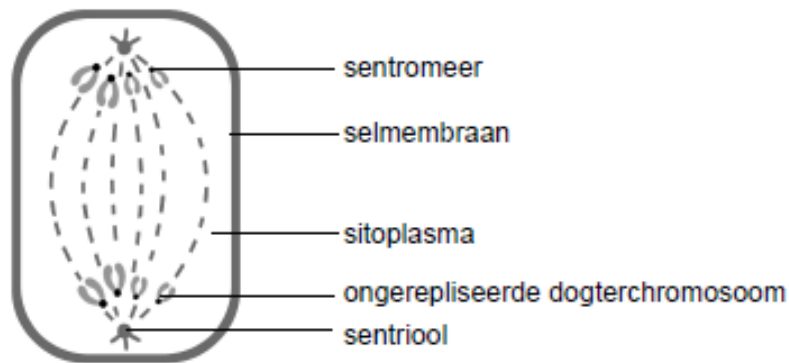 sentromeer
selmembraan
sitoplasma
ongerepliseerde dogterchromosoom
sentriool